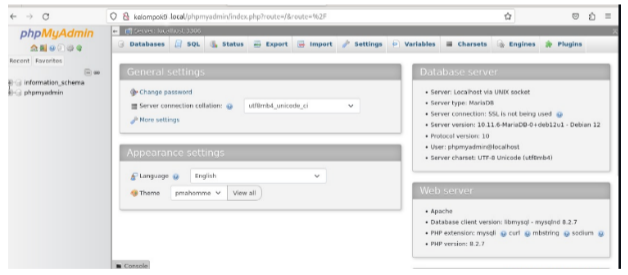 kelompok9.local/phpmyadmin/index.php?route=/&route=%2F
phpMyAdmin
Recent Favorites
information_schema
phpmyadmin
Databases SQL Status Export Import Settings Variables Charsets Engines Plugins
General settings
Change password
Server connection collation: utf8mb4_unicode_ci
More settings
Appearance settings
Language English
Theme pmahomme View all
Database server
Server: Localhost via UNIX socket
Server type: MariaDB
Server connection: SSL is not being used
Server version: 10.11.6-MariaDB-0+deb12u1 - Debian 12
Protocol version: 10
User: phpmyadmin@localhost
Server charset: UTF-8 Unicode (utf8mb4)
Web server
Apache
Database client version: libmysql - mysqlnd 8.2.7
PHP extension: mysqli curl mbstring sodium
PHP version: 8.2.7
Console